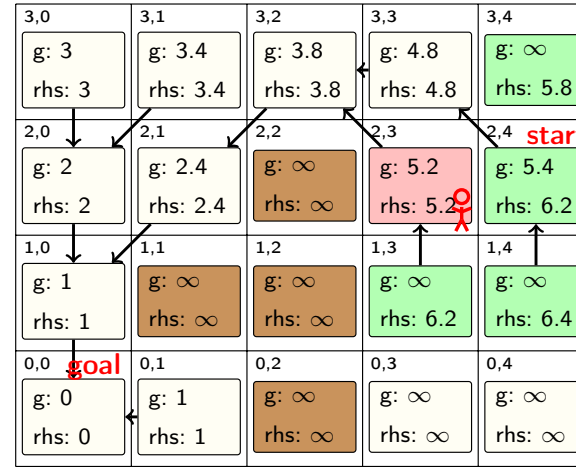 3,0 3,1 3,2 3,3 3,4
g: 3 g: 3.4 g: 3.8 g: 4.8 g: ∞
rhs: 3 rhs: 3.4 rhs: 3.8 rhs: 4.8 rhs: 5.8
2,0 2,1 2,2 2,3 2,4 star
g: 2 g: 2.4 g: ∞ g: 5.2 g: 5.4
rhs: 2 rhs: 2.4 rhs: ∞ rhs: 5.2 rhs: 6.2
1,0 1,1 1,2 1,3 1,4
g: 1 g: ∞ g: ∞ g: ∞ g: ∞
rhs: 1 rhs: ∞ rhs: ∞ rhs: 6.2 rhs: 6.4
0,0 goal 0,1 0,2 0,3 0,4
g: 0 g: 1 g: ∞ g: ∞ g: ∞
rhs: 0 rhs: 1 rhs: ∞ rhs: ∞ rhs: ∞